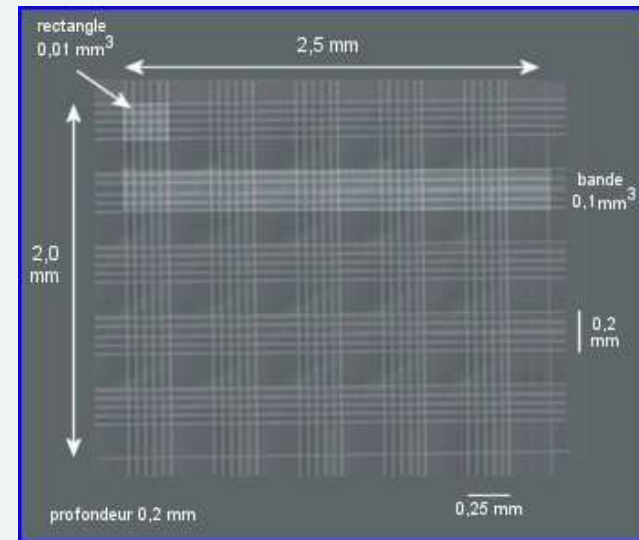 rectangle
0,01 mm³
2,5 mm
bande
0,1mm³
2,0
mm
0,2
mm
0,25 mm
profondeur 0,2 mm